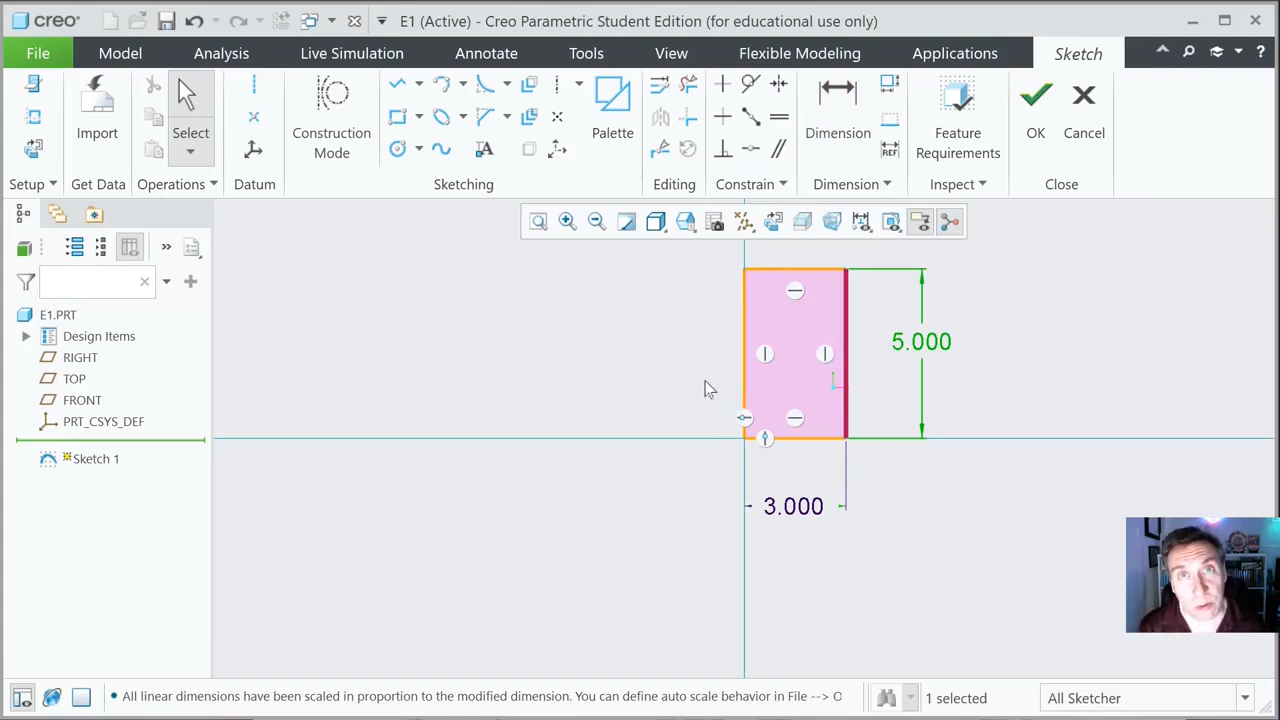 creo
E1 (Active) - Creo Parametric Student Edition (for educational use only)
File Model Analysis Live Simulation Annotate Tools View Flexible Modeling Applications Sketch
Import Select Construction Mode Palette Dimension Feature Requirements OK Cancel
REF
Setup Get Data Operations Datum Sketching Editing Constrain Dimension Inspect Close
E1.PRT
Design Items
RIGHT
TOP
FRONT
PRT_CSYS_DEF
Sketch 1
5.000
3.000
• All linear dimensions have been scaled in proportion to the modified dimension. You can define auto scale behavior in File --> O
1 selected
All Sketcher